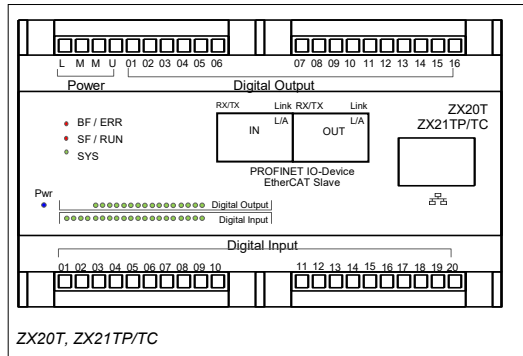 L M M U 01 02 03 04 05 06 07 08 09 10 11 12 13 14 15 16
Power Digital Output
RX/TX Link RX/TX Link
L/A L/A
IN OUT
ZX20T
ZX21TP/TC
BF / ERR
SF / RUN
SYS
PROFINET IO-Device
EtherCAT Slave
Pwr
Digital Output
Digital Input
Digital Input
01 02 03 04 05 06 07 08 09 10 11 12 13 14 15 16 17 18 19 20
ZX20T, ZX21TP/TC